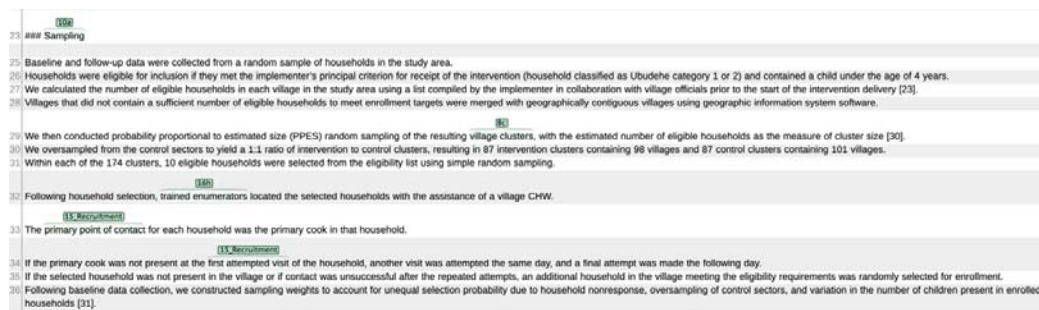 10a
23 ### Sampling
25 Baseline and follow-up data were collected from a random sample of households in the study area.
26 Households were eligible for inclusion if they met the implementer's principal criterion for receipt of the intervention (household classified as Ubudehe category 1 or 2) and contained a child under the age of 4 years.
27 We calculated the number of eligible households in each village in the study area using a list compiled by the implementer in collaboration with village officials prior to the start of the intervention delivery [23].
28 Villages that did not contain a sufficient number of eligible households to meet enrollment targets were merged with geographically contiguous villages using geographic information system software.
29 We then conducted probability proportional to estimated size (PPES) random sampling of the resulting village clusters, with the estimated number of eligible households as the measure of cluster size [30].
30 We oversampled from the control sectors to yield a 1:1 ratio of intervention to control clusters, resulting in 87 intervention clusters containing 98 villages and 87 control clusters containing 101 villages.
31 Within each of the 174 clusters, 10 eligible households were selected from the eligibility list using simple random sampling.
16h
32 Following household selection, trained enumerators located the selected households with the assistance of a village CHW.
15_Recruitment
33 The primary point of contact for each household was the primary cook in that household.
15_Recruitment
34 If the primary cook was not present at the first attempted visit of the household, another visit was attempted the same day, and a final attempt was made the following day.
35 If the selected household was not present in the village or if contact was unsuccessful after the repeated attempts, an additional household in the village meeting the eligibility requirements was randomly selected for enrollment.
36 Following baseline data collection, we constructed sampling weights to account for unequal selection probability due to household nonresponse, oversampling of control sectors, and variation in the number of children present in enrolled
households [31].